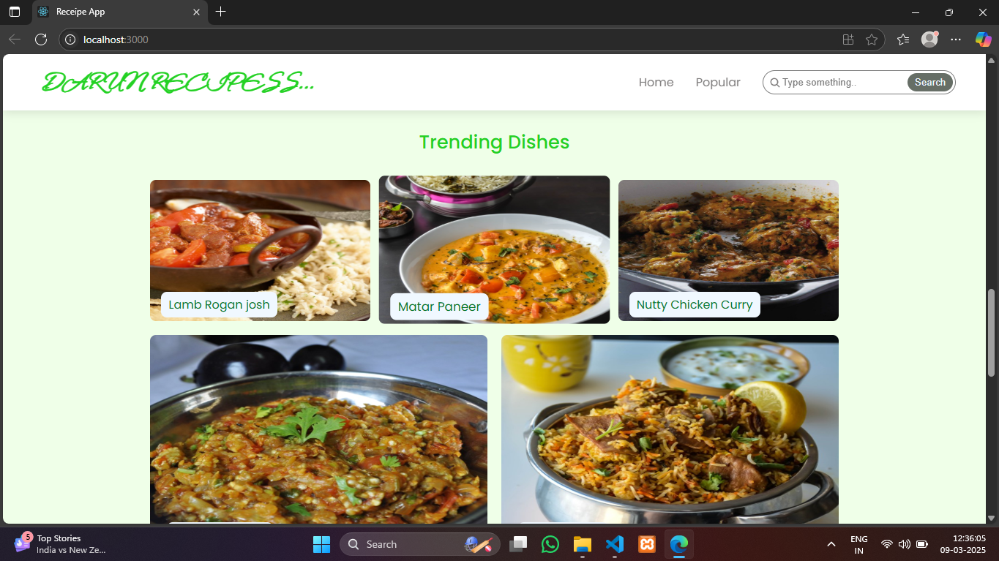 Receipe App
localhost:3000
DARUN RECIPESS...
Home
Popular
Type something..
Search
Trending Dishes
Lamb Rogan josh
Matar Paneer
Nutty Chicken Curry
5
Top Stories
India vs New Ze...
Search
ENG
IN
12:36:05
09-03-2025